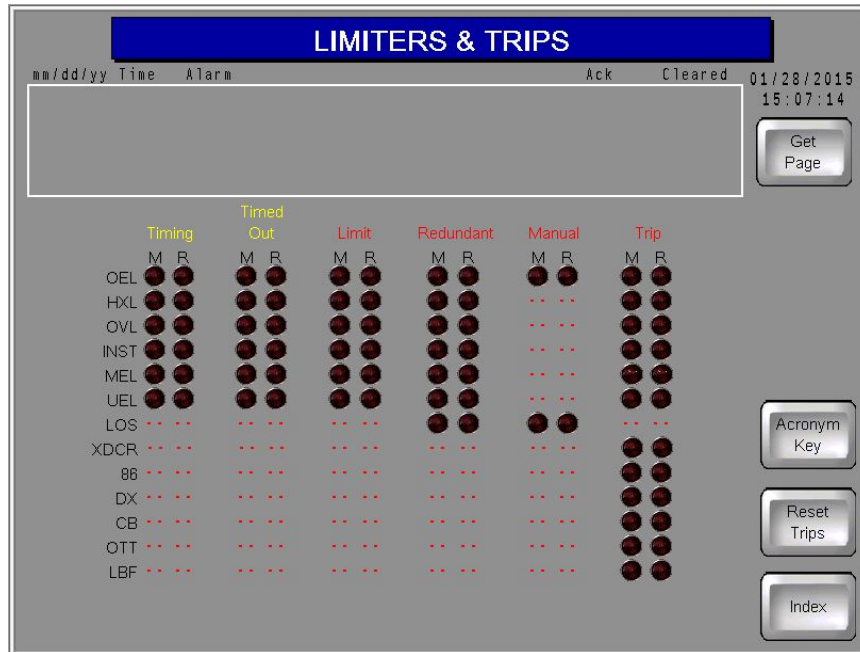 LIMITERS & TRIPS
mm/dd/yy Time Alarm Ack Cleared
01/28/2015
15:07:14
Get
Page
Timing Timed Out Limit Redundant Manual Trip
M R M R M R M R M R M R
OEL
HXL -- --
OVL -- --
INST -- --
MEL -- --
UEL -- --
LOS -- -- -- -- -- -- -- --
XDCR -- -- -- -- -- -- -- -- -- --
86 -- -- -- -- -- -- -- -- -- --
DX -- -- -- -- -- -- -- -- -- --
CB -- -- -- -- -- -- -- -- -- --
OTT -- -- -- -- -- -- -- -- -- --
LBF -- -- -- -- -- -- -- -- -- --
Acronym
Key
Reset
Trips
Index